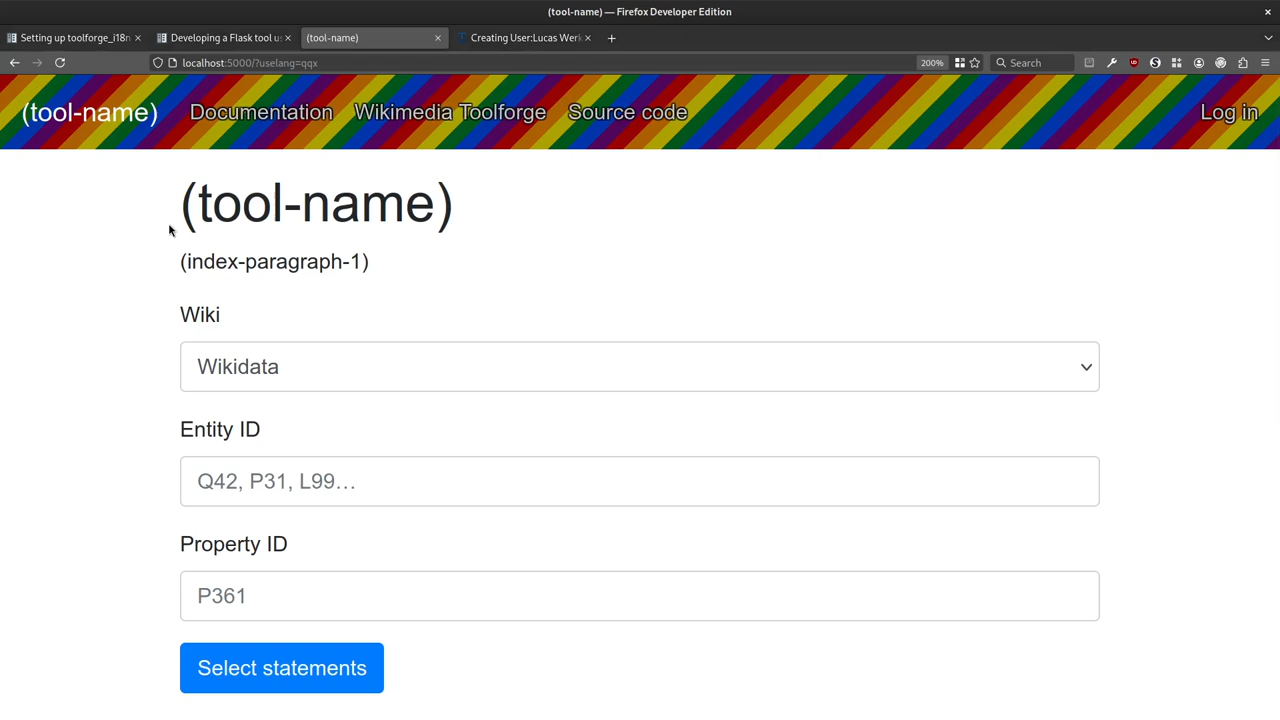 (tool-name) — Firefox Developer Edition
Setting up toolforge_i18n
Developing a Flask tool us
(tool-name)
Creating User:Lucas Werk
localhost:5000/?uselang=qqx
200%
Search
(tool-name)
Documentation
Wikimedia Toolforge
Source code
Log in
(tool-name)
(index-paragraph-1)
Wiki
Wikidata
Entity ID
Q42, P31, L99…
Property ID
P361
Select statements